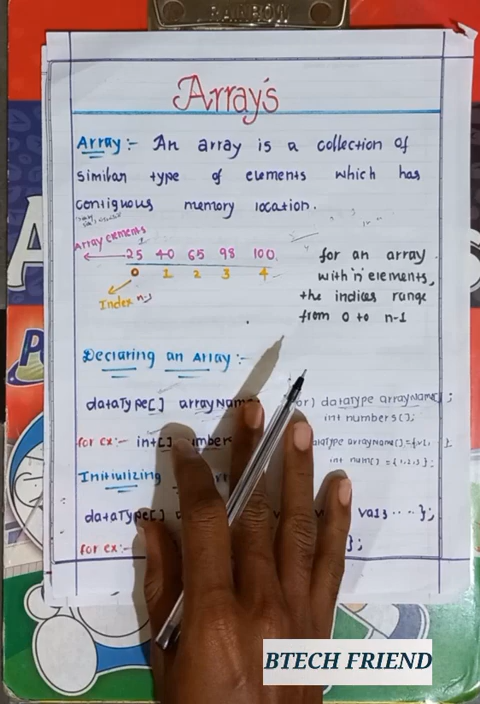 RAINBOW
Array's
Array :- An array is a collection of
similar type of elements which has
contiguous memory location.
Array elements
25 40 65 98 100
0 1 2 3 4
Index n-1
for an array
with 'n' elements,
the indices range
from 0 to n-1
Declaring an Array :-
dataType[] arrayName
or) dataType arrayName[];
int numbers[];
for ex:- int[]
dataType arrayName[]={
int num[] = {1,2,3};
Initializing
dataType[]
val3 ....};
for ex:-
};
BTECH FRIEND